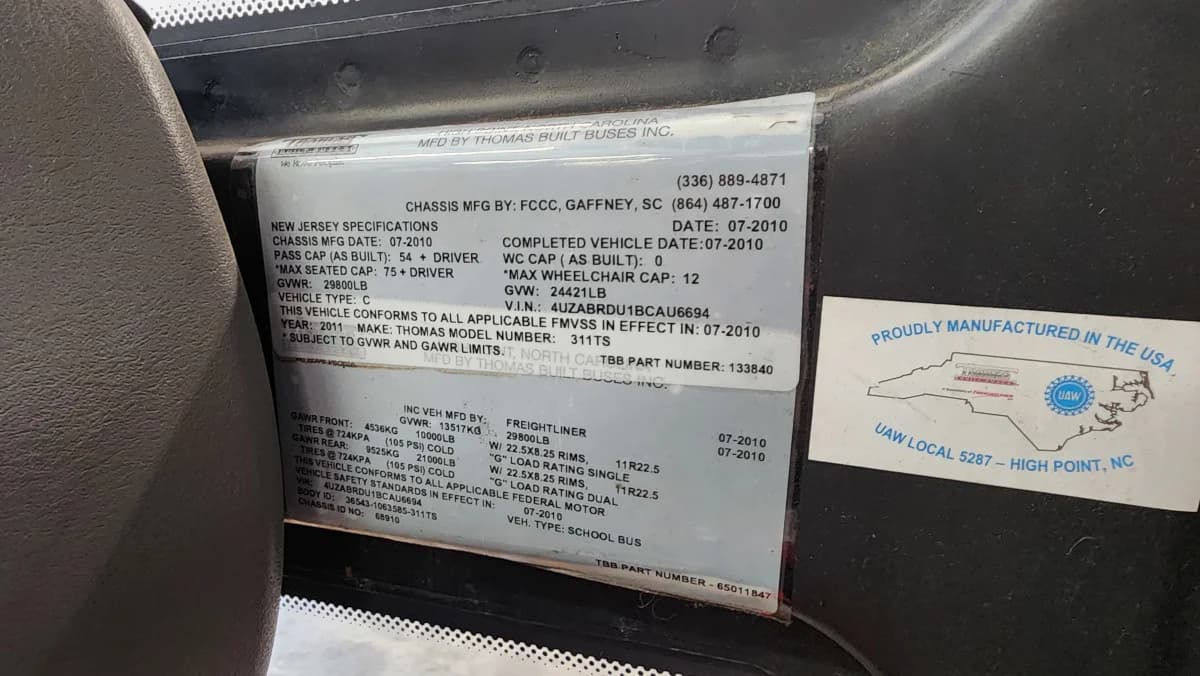 MFD BY THOMAS BUILT BUSES INC.
(336) 889-4871
CHASSIS MFG BY: FCCC, GAFFNEY, SC (864) 487-1700
NEW JERSEY SPECIFICATIONS DATE: 07-2010
CHASSIS MFG DATE: 07-2010 COMPLETED VEHICLE DATE:07-2010
PASS CAP (AS BUILT): 54 + DRIVER WC CAP ( AS BUILT): 0
*MAX SEATED CAP: 75 + DRIVER *MAX WHEELCHAIR CAP: 12
GVWR: 29800LB GVW: 24421LB
VEHICLE TYPE: C V.I.N.: 4UZABRDU1BCAU6694
THIS VEHICLE CONFORMS TO ALL APPLICABLE FMVSS IN EFFECT IN: 07-2010
YEAR: 2011 MAKE: THOMAS MODEL NUMBER: 311TS
* SUBJECT TO GVWR AND GAWR LIMITS. TBB PART NUMBER: 133840
MFD BY THOMAS BUILT BUSES INC.
INC VEH MFD BY: FREIGHTLINER 07-2010
GVWR: 13517KG 29800LB 07-2010
GAWR FRONT: 4536KG 10000LB W/ 22.5X8.25 RIMS, 11R22.5
TIRES @ 724KPA (105 PSI) COLD "G" LOAD RATING SINGLE
GAWR REAR: 9525KG 21000LB W/ 22.5X8.25 RIMS, 11R22.5
TIRES @ 724KPA (105 PSI) COLD "G" LOAD RATING DUAL
THIS VEHICLE CONFORMS TO ALL APPLICABLE FEDERAL MOTOR
VEHICLE SAFETY STANDARDS IN EFFECT IN: 07-2010
VIN: 4UZABRDU1BCAU6694
BODY ID: 36543-1063585-311TS VEH. TYPE: SCHOOL BUS
CHASSIS ID NO: 68910
TBB PART NUMBER - 65011847
PROUDLY MANUFACTURED IN THE USA
UAW
UAW LOCAL 5287 – HIGH POINT, NC